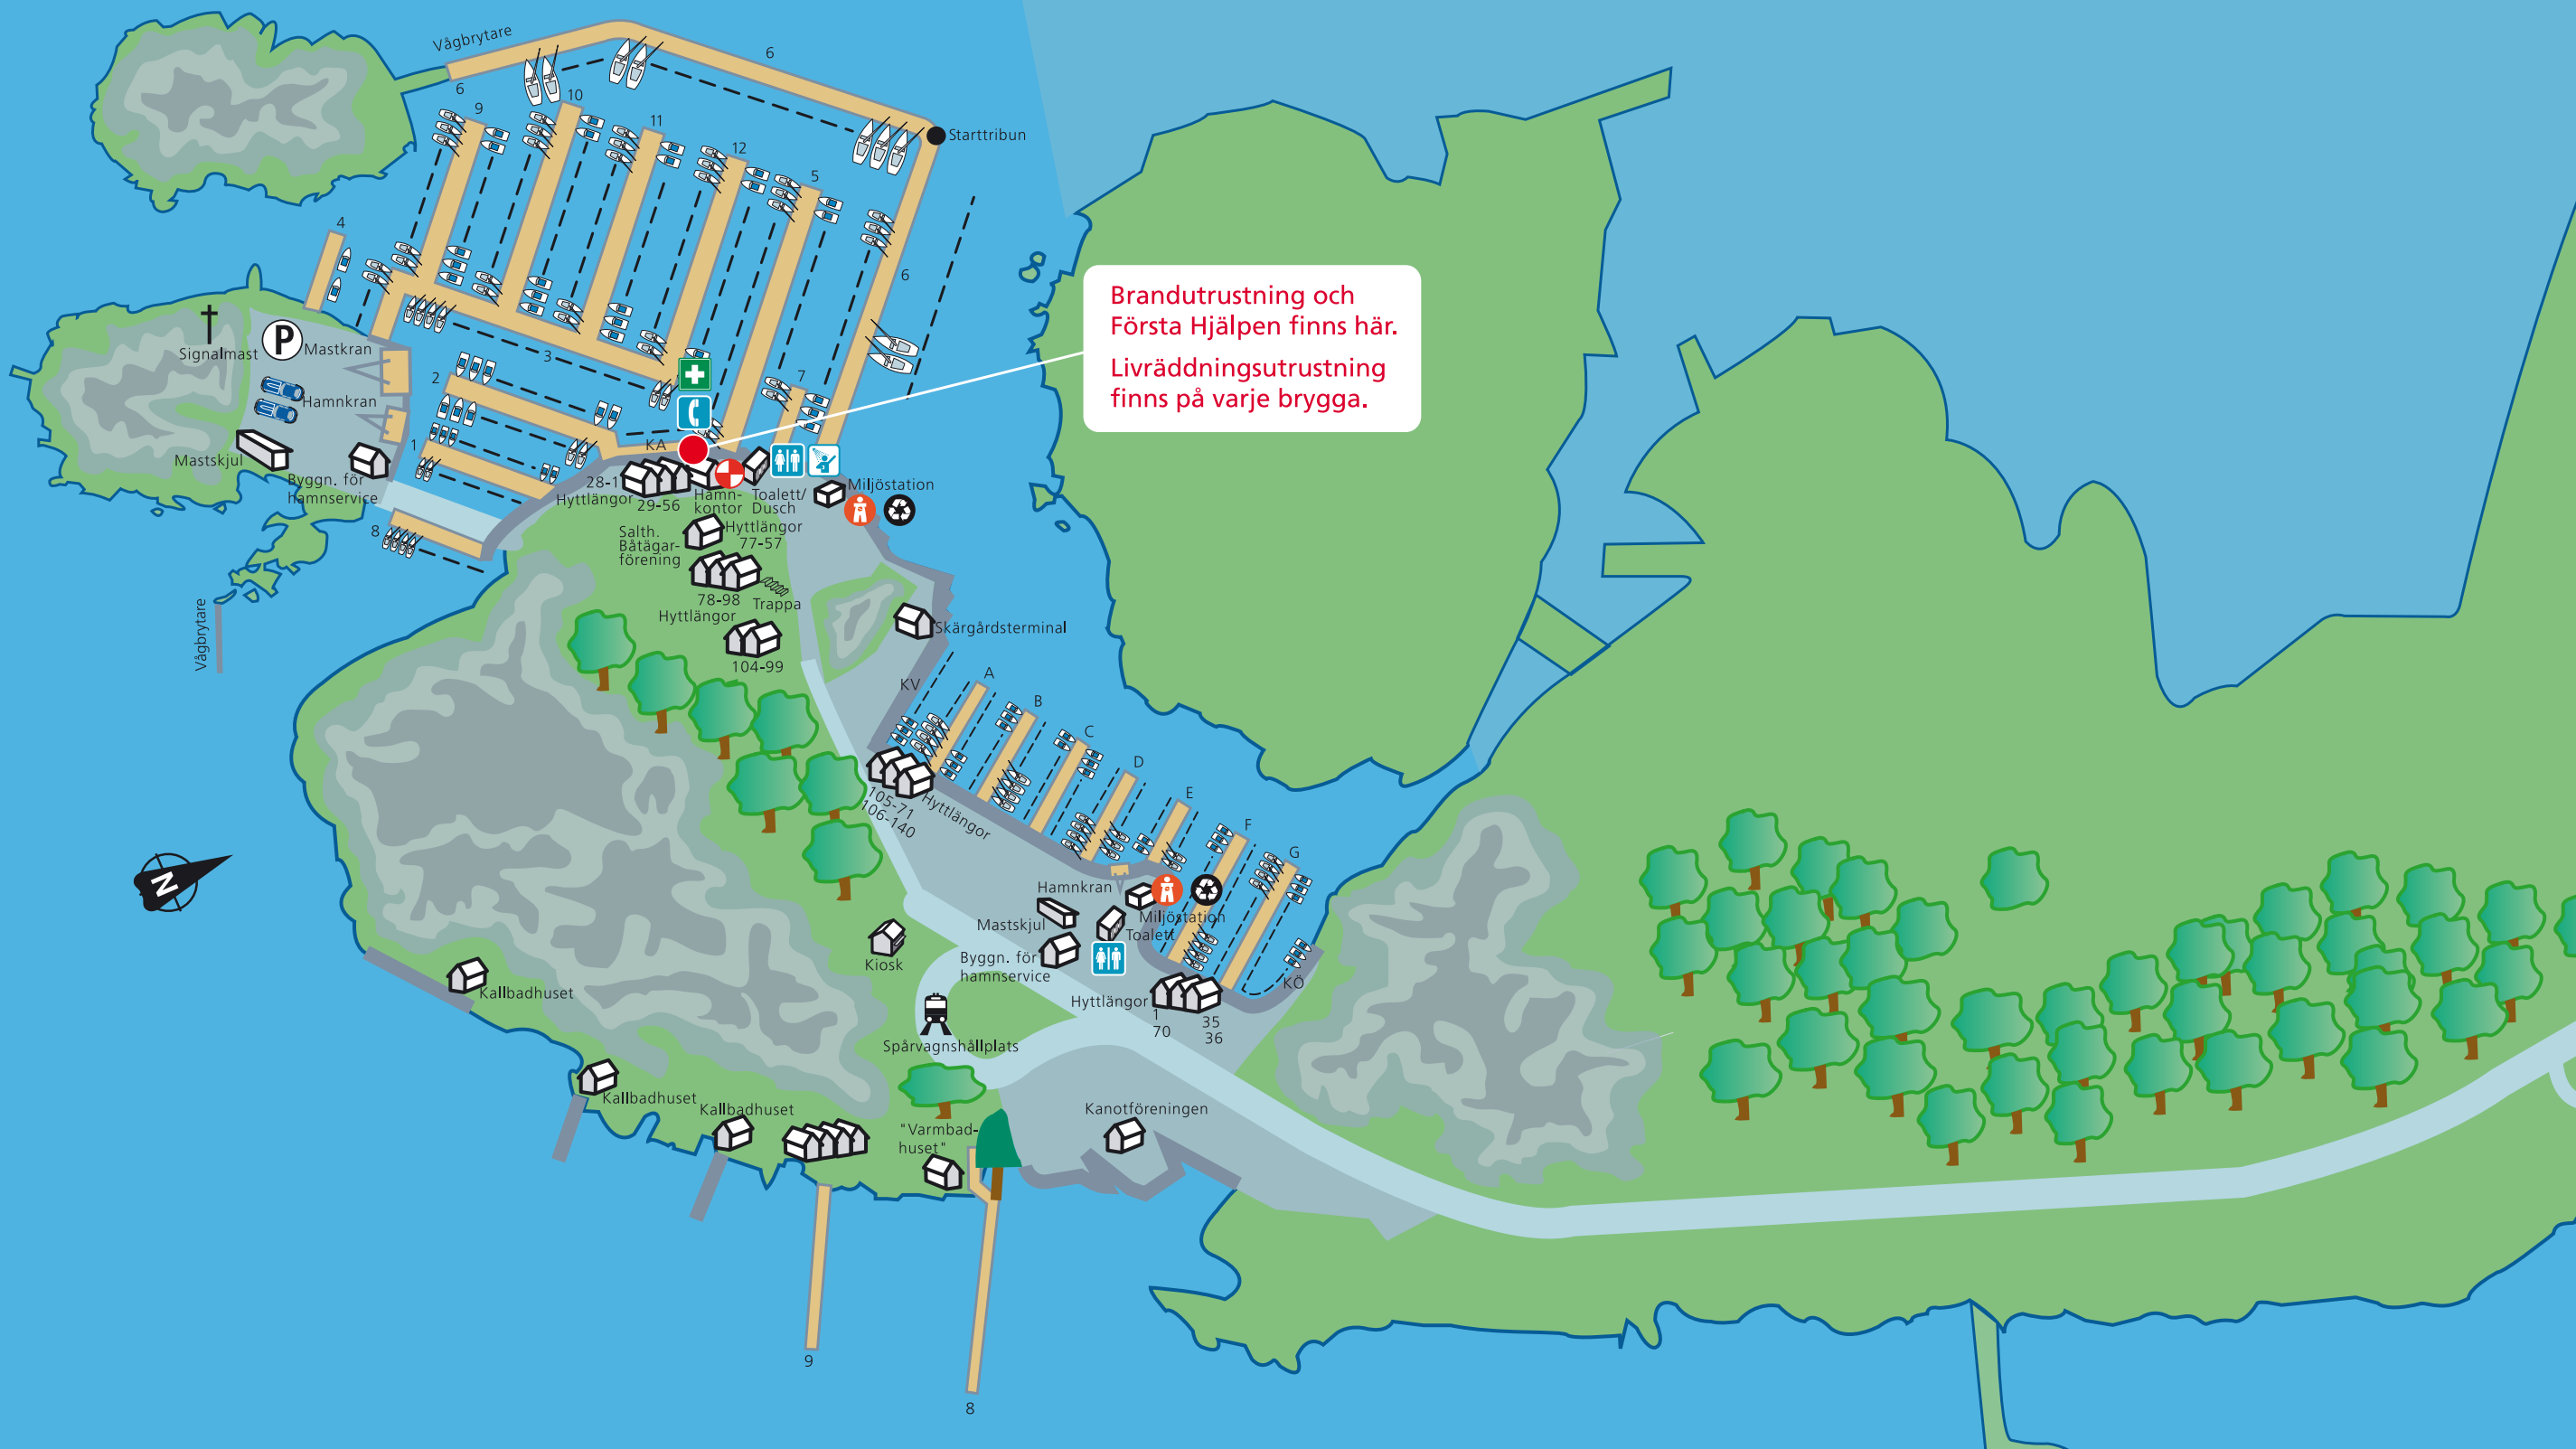 Vågbrytare
6
6
9
10
11
12
5
Starttribun
4
6
Brandutrustning och
Första Hjälpen finns här.
Livräddningsutrustning
finns på varje brygga.
Signalmast
P
Mastkran
3
2
7
Hamnkran
1
KA
Mastskjul
Byggn. för
hamnservice
28-1
Hyttlängor
29-56
Hamn-
kontor
Toalett/
Dusch
Miljöstation
8
Salth.
Båtägar-
förening
Hyttlängor
77-57
78-98
Hyttlängor
Trappa
Vågbrytare
Skärgårdsterminal
104-99
KV
A
B
C
D
E
F
G
105-71
106-140
Hyttlängor
N
Hamnkran
Mastskjul
Miljöstation
Toalett
Byggn. för
hamnservice
Kiosk
KÖ
Kallbadhuset
Hyttlängor
1
70
35
36
Spårvagnshållplats
Kallbadhuset
Kallbadhuset
"Varmbad-
huset"
Kanotföreningen
9
8